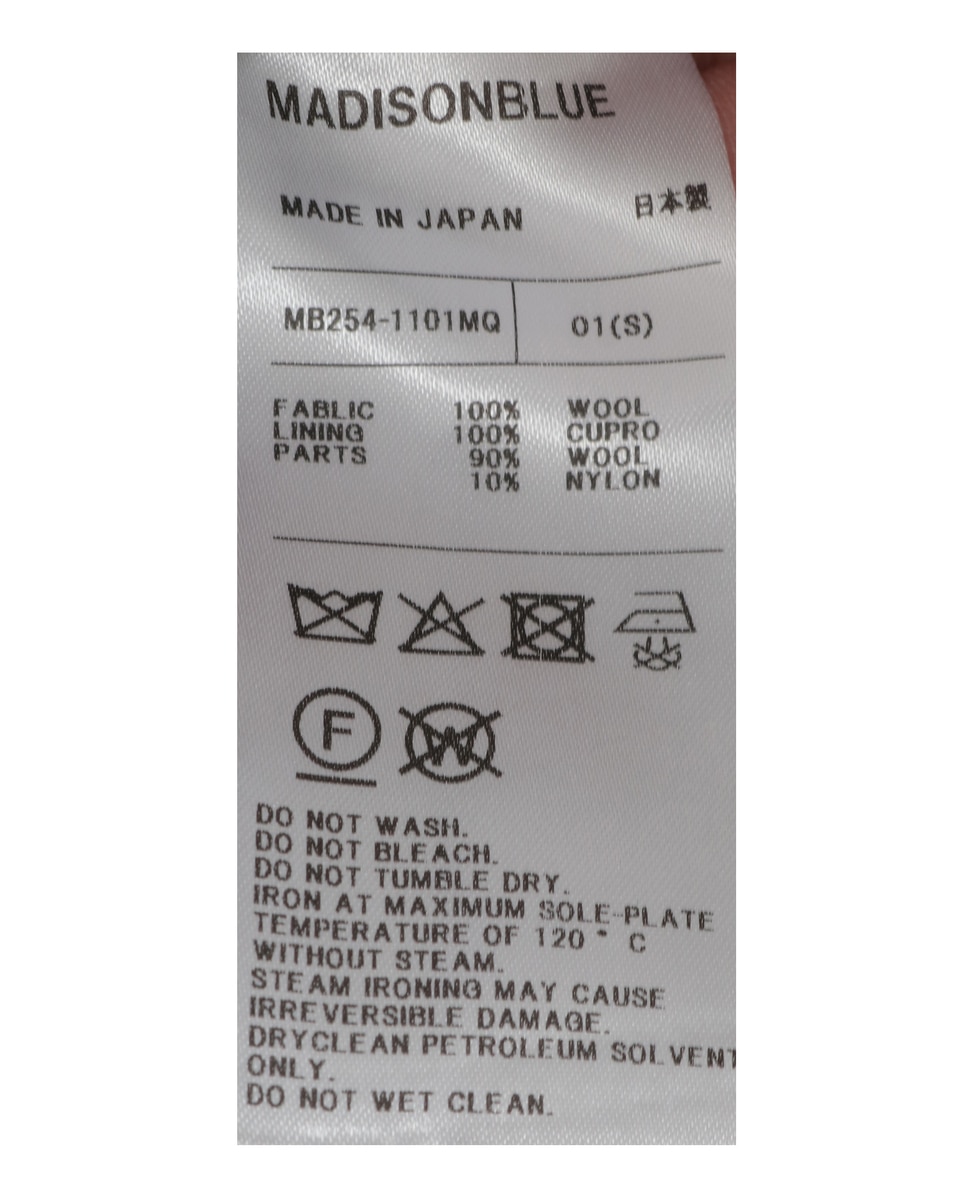 MADISONBLUE
MADE IN JAPAN 日本製
MB254-1101MQ 01(S)
FABLIC 100% WOOL
LINING 100% CUPRO
PARTS 90% WOOL
10% NYLON
F W
DO NOT WASH.
DO NOT BLEACH.
DO NOT TUMBLE DRY.
IRON AT MAXIMUM SOLE-PLATE
TEMPERATURE OF 120 ° C
WITHOUT STEAM.
STEAM IRONING MAY CAUSE
IRREVERSIBLE DAMAGE.
DRYCLEAN PETROLEUM SOLVENT
ONLY.
DO NOT WET CLEAN.